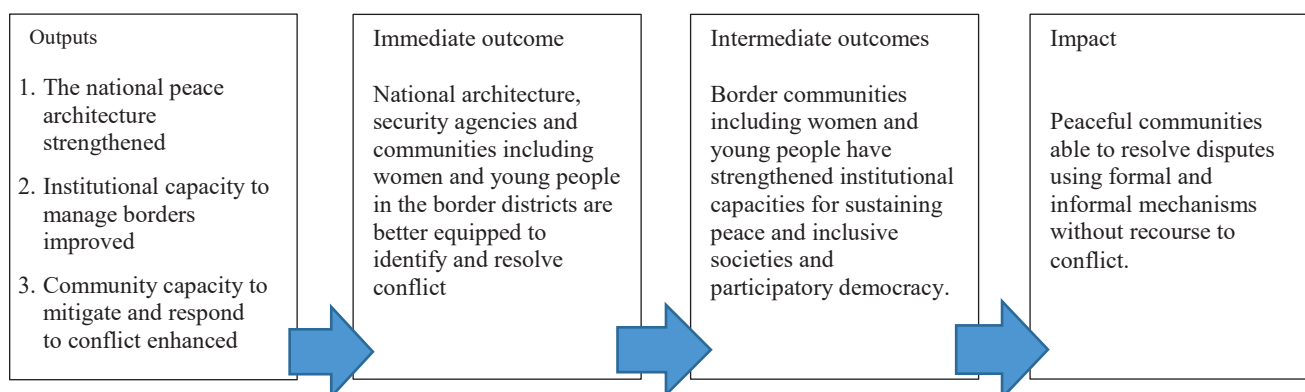 Outputs
1. The national peace
architecture
strengthened
2. Institutional capacity to
manage borders
improved
3. Community capacity to
mitigate and respond
to conflict enhanced
Immediate outcome
National architecture,
security agencies and
communities including
women and young people
in the border districts are
better equipped to
identify and resolve
conflict
Intermediate outcomes
Border communities
including women and
young people have
strengthened institutional
capacities for sustaining
peace and inclusive
societies and
participatory democracy.
Impact
Peaceful communities
able to resolve disputes
using formal and
informal mechanisms
without recourse to
conflict.